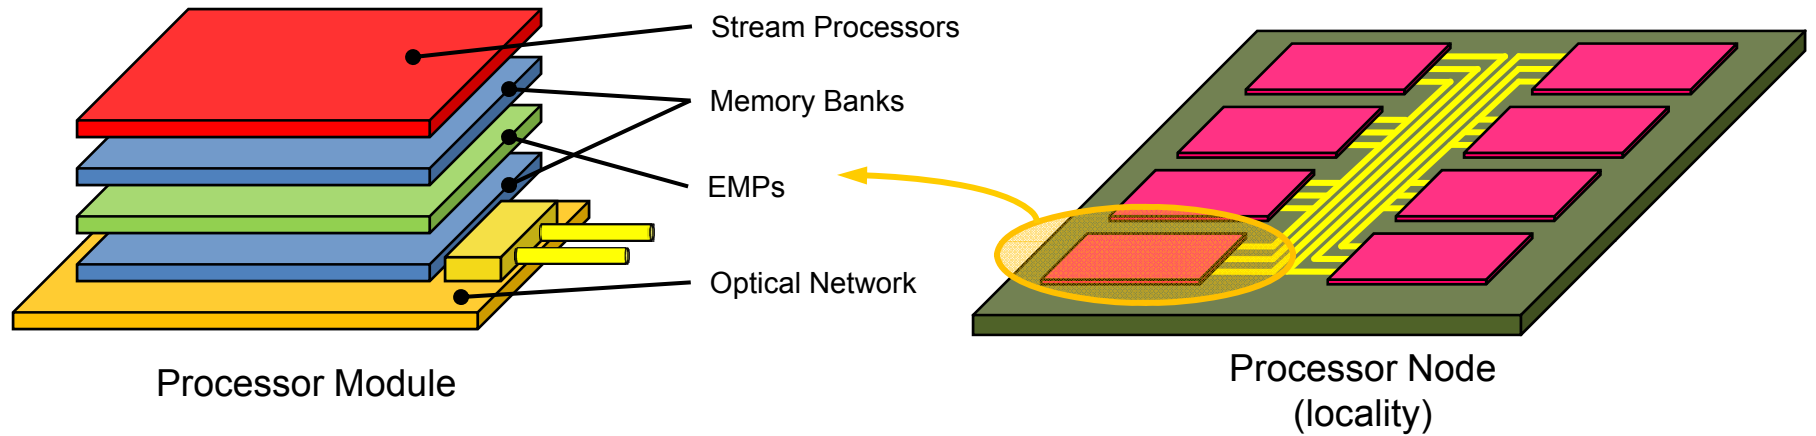 Stream Processors
Memory Banks
EMPs
Optical Network
Processor Module
Processor Node
(locality)